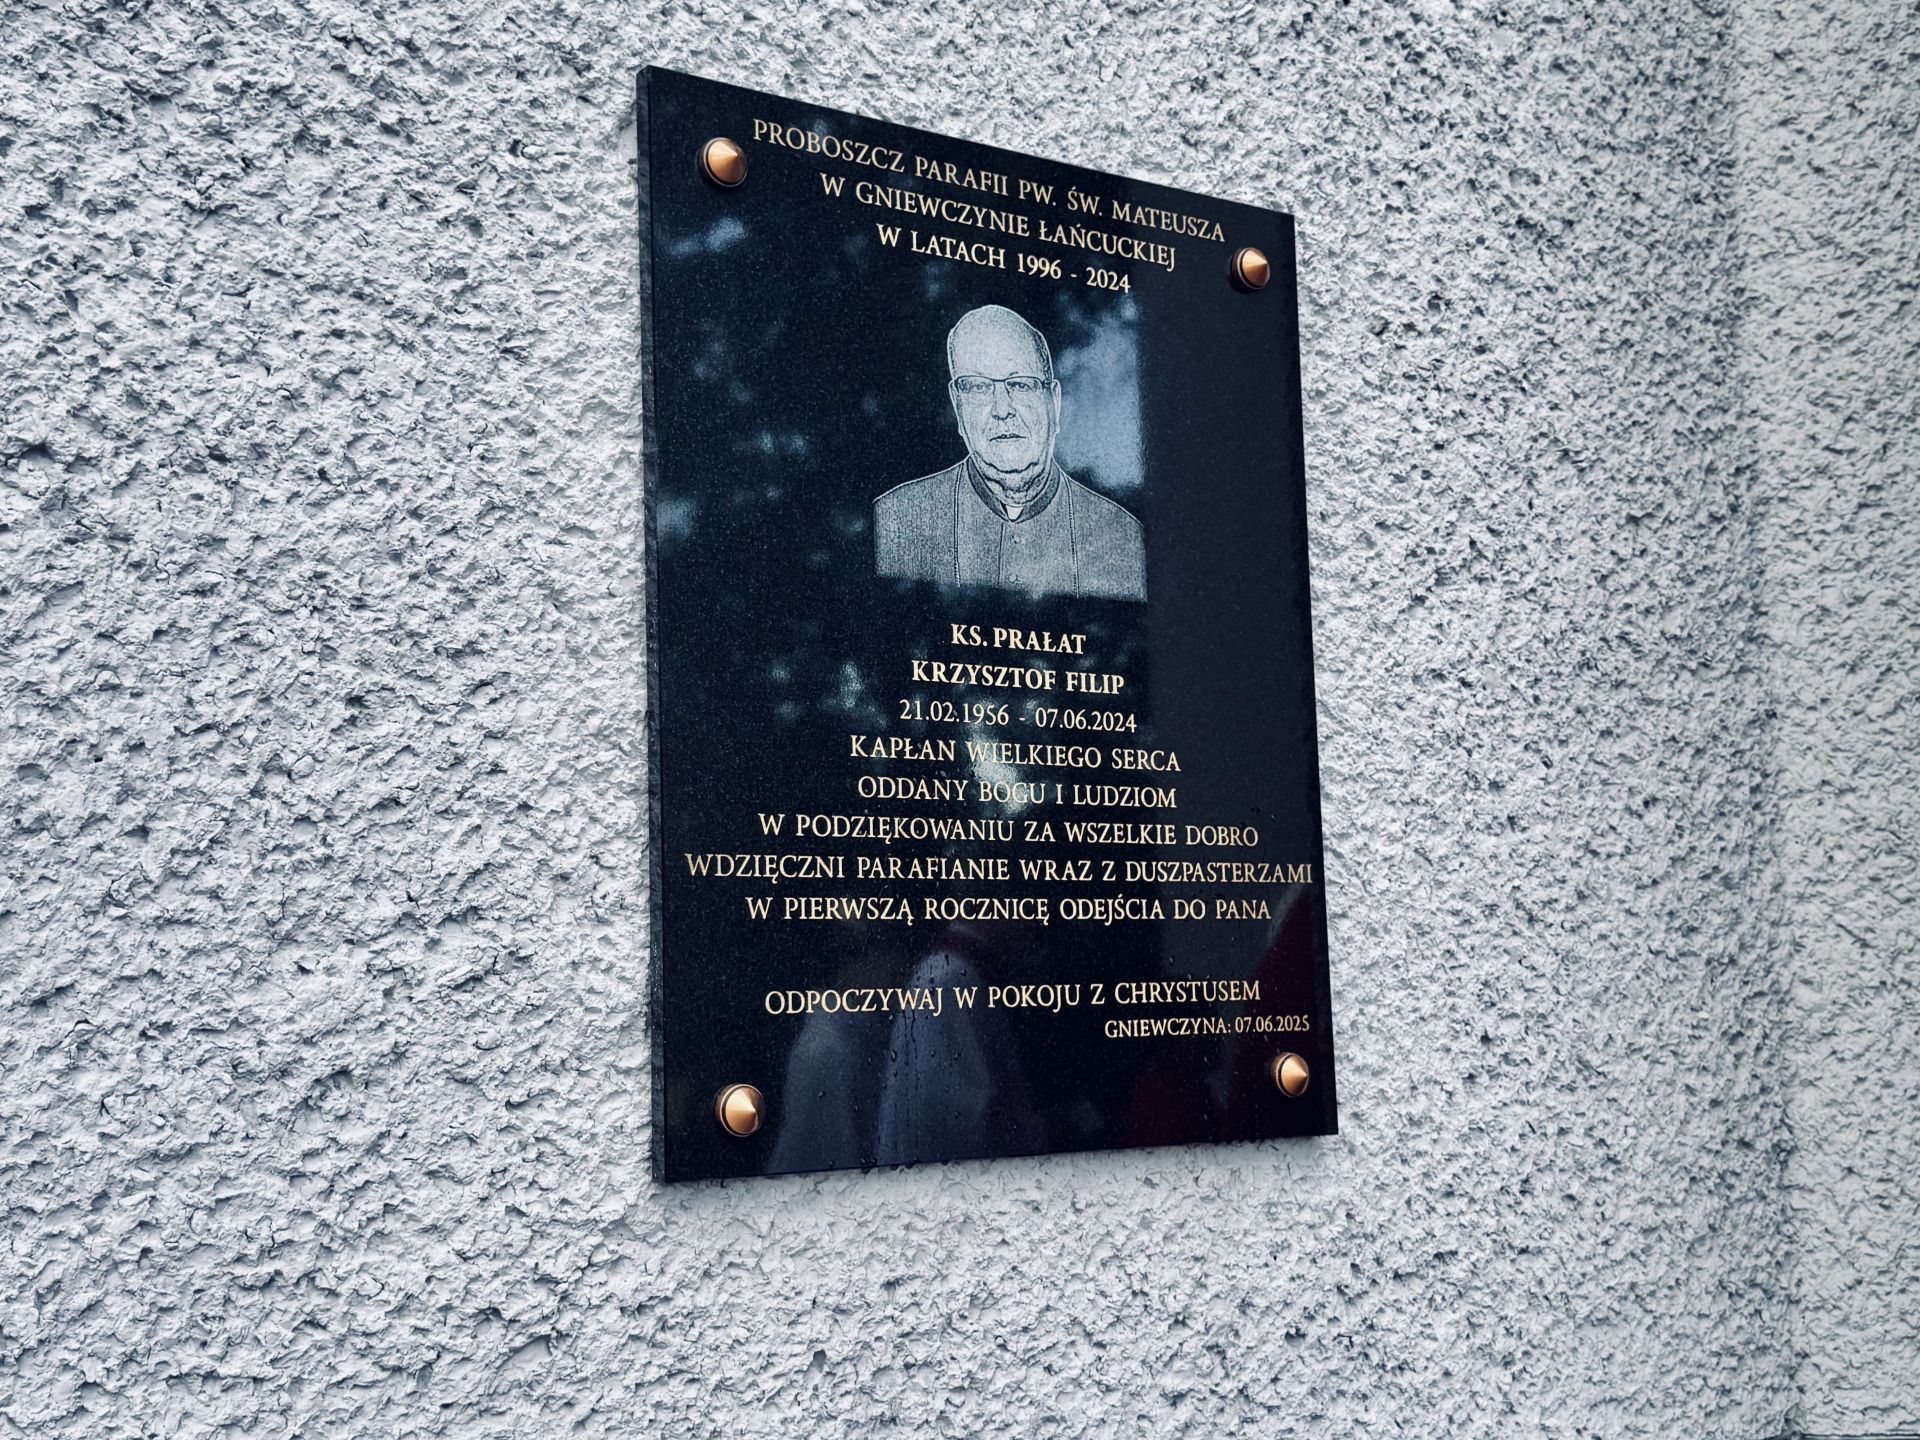 PROBOSZCZ PARAFII PW. ŚW. MATEUSZA
W GNIEWCZYNIE ŁAŃCUCKIEJ
W LATACH 1996 - 2024
KS. PRAŁAT
KRZYSZTOF FILIP
21.02.1956 - 07.06.2024
KAPŁAN WIELKIEGO SERCA
ODDANY BOGU I LUDZIOM
W PODZIĘKOWANIU ZA WSZELKIE DOBRO
WDZIĘCZNI PARAFIANIE WRAZ Z DUSZPASTERZAMI
W PIERWSZĄ ROCZNICĘ ODEJŚCIA DO PANA
ODPOCZYWAJ W POKOJU Z CHRYSTUSEM
GNIEWCZYNA: 07.06.2025